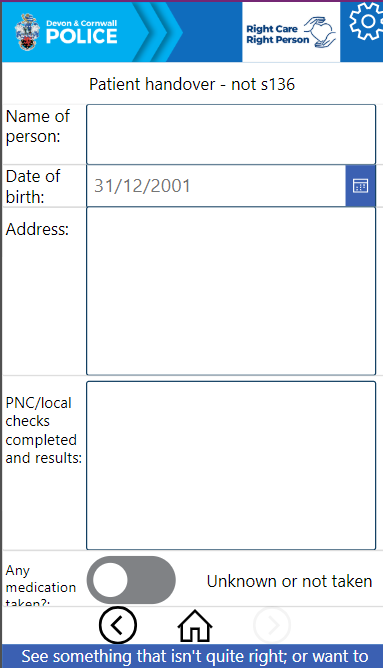 Devon & Cornwall
POLICE
Right Care
Right Person
Patient handover - not s136
Name of
person:
Date of
birth:
31/12/2001
Address:
PNC/local
checks
completed
and results:
Any
medication
taken?:
Unknown or not taken
See something that isn't quite right; or want to